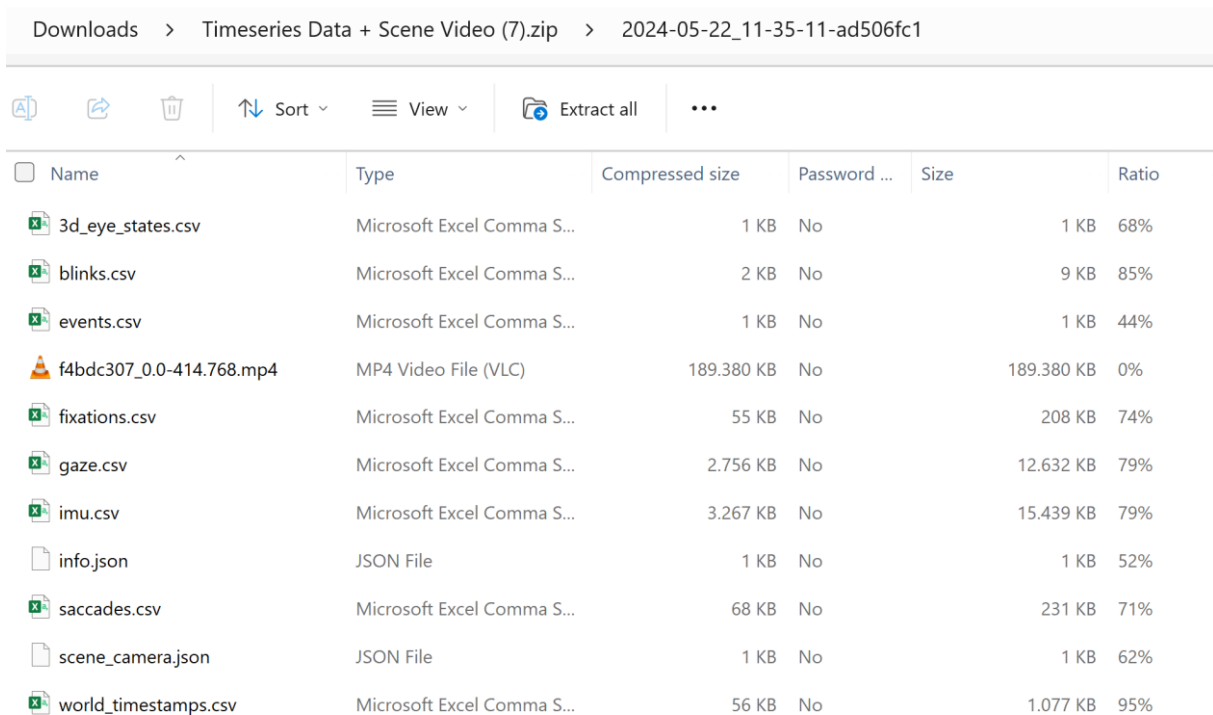 Downloads > Timeseries Data + Scene Video (7).zip > 2024-05-22_11-35-11-ad506fc1
A Sort View Extract all ...
Name Type Compressed size Password ... Size Ratio
3d_eye_states.csv Microsoft Excel Comma S... 1 KB No 1 KB 68%
blinks.csv Microsoft Excel Comma S... 2 KB No 9 KB 85%
events.csv Microsoft Excel Comma S... 1 KB No 1 KB 44%
f4bdc307_0.0-414.768.mp4 MP4 Video File (VLC) 189.380 KB No 189.380 KB 0%
fixations.csv Microsoft Excel Comma S... 55 KB No 208 KB 74%
gaze.csv Microsoft Excel Comma S... 2.756 KB No 12.632 KB 79%
imu.csv Microsoft Excel Comma S... 3.267 KB No 15.439 KB 79%
info.json JSON File 1 KB No 1 KB 52%
saccades.csv Microsoft Excel Comma S... 68 KB No 231 KB 71%
scene_camera.json JSON File 1 KB No 1 KB 62%
world_timestamps.csv Microsoft Excel Comma S... 56 KB No 1.077 KB 95%